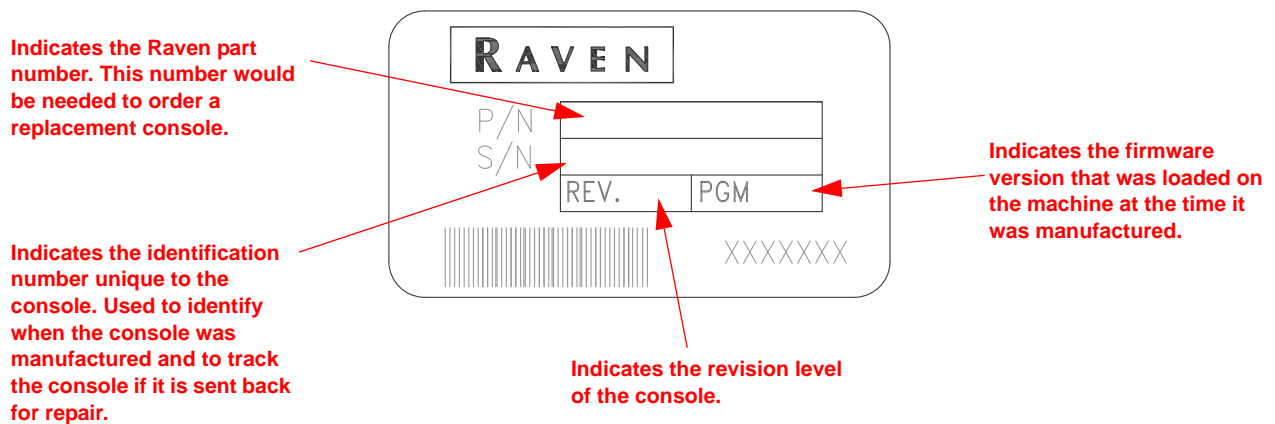 Indicates the Raven part
number. This number would
be needed to order a
replacement console.
RAVEN
P/N
S/N
REV.
PGM
XXXXXXX
Indicates the firmware
version that was loaded on
the machine at the time it
was manufactured.
Indicates the identification
number unique to the
console. Used to identify
when the console was
manufactured and to track
the console if it is sent back
for repair.
Indicates the revision level
of the console.